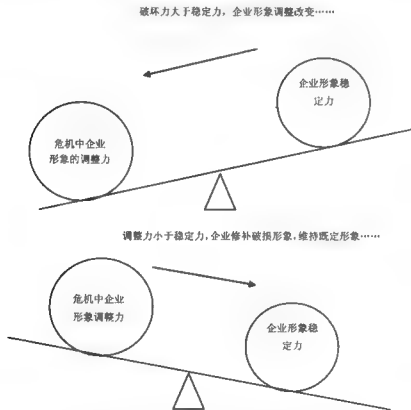 破坏力大于稳定力，企业形象调整改变……
企业形象稳
定力
危机中企业
形象的调整力
调整力小于稳定力，企业修补破损形象，维持既定形象……
危机中企业
形象调整力
企业形象稳
定力